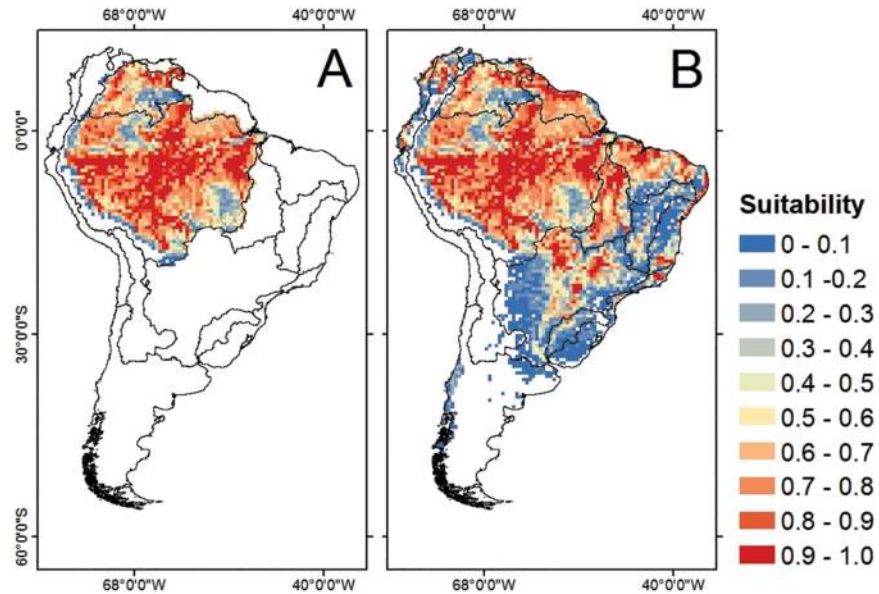 68°0'0"W 40°0'0"W 68°0'0"W 40°0'0"W
A B
0°0'0"
30°0'0"S
60°0'0"S
Suitability
0 - 0.1
0.1 -0.2
0.2 - 0.3
0.3 - 0.4
0.4 - 0.5
0.5 - 0.6
0.6 - 0.7
0.7 - 0.8
0.8 - 0.9
0.9 - 1.0
68°0'0"W 40°0'0"W 68°0'0"W 40°0'0"W